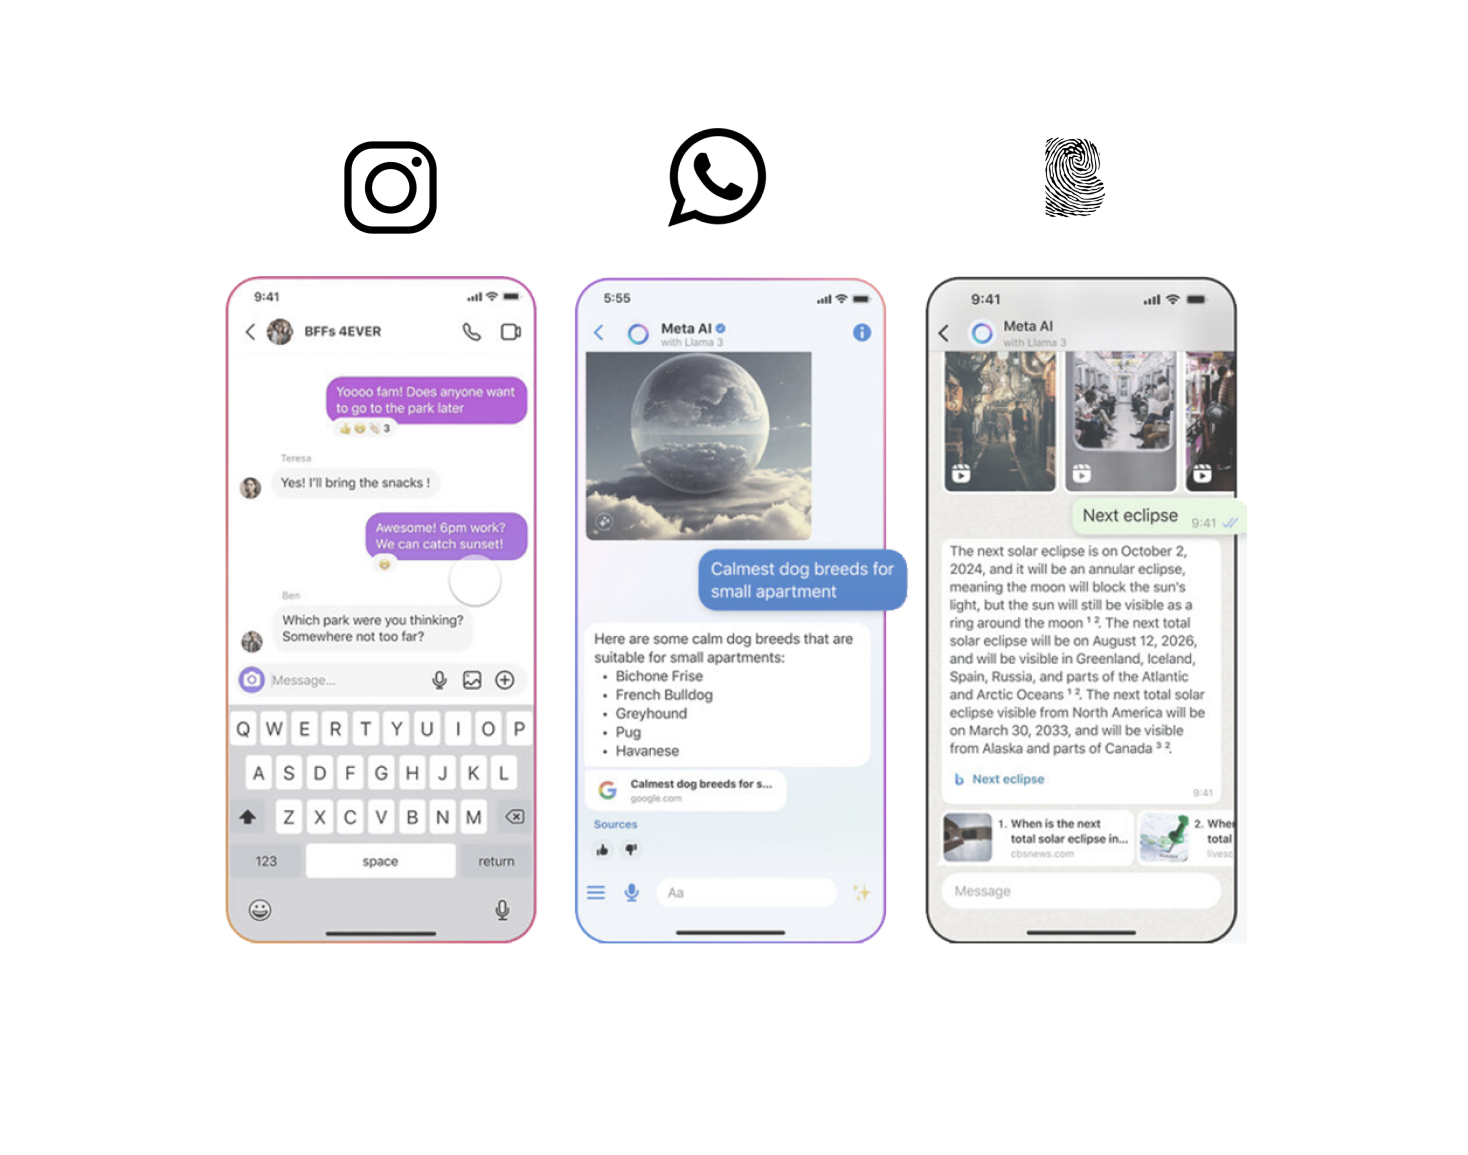 9:41
BFFs 4EVER
Yoooo fam! Does anyone want
to go to the park later
3
Teresa
Yes! I'll bring the snacks !
Awesome! 6pm work?
We can catch sunset!
Ben
Which park were you thinking?
Somewhere not too far?
Message...
Q W E R T Y U I O P
A S D F G H J K L
Z X C V B N M
123 space return
5:55
Meta AI
with Llama 3
Calmest dog breeds for
small apartment
Here are some calm dog breeds that are
suitable for small apartments:
• Bichone Frise
• French Bulldog
• Greyhound
• Pug
• Havanese
Calmest dog breeds for s...
google.com
Sources
Aa
B
9:41
Meta AI
with Llama 3
Next eclipse 9:41
The next solar eclipse is on October 2,
2024, and it will be an annular eclipse,
meaning the moon will block the sun's
light, but the sun will still be visible as a
ring around the moon ¹ ². The next total
solar eclipse will be on August 12, 2026,
and will be visible in Greenland, Iceland,
Spain, Russia, and parts of the Atlantic
and Arctic Oceans ¹ ². The next total solar
eclipse visible from North America will be
on March 30, 2033, and will be visible
from Alaska and parts of Canada ³ ².
Next eclipse
9:41
1. When is the next
total solar eclipse in...
cbsnews.com
2. Wher
total
livesc
Message